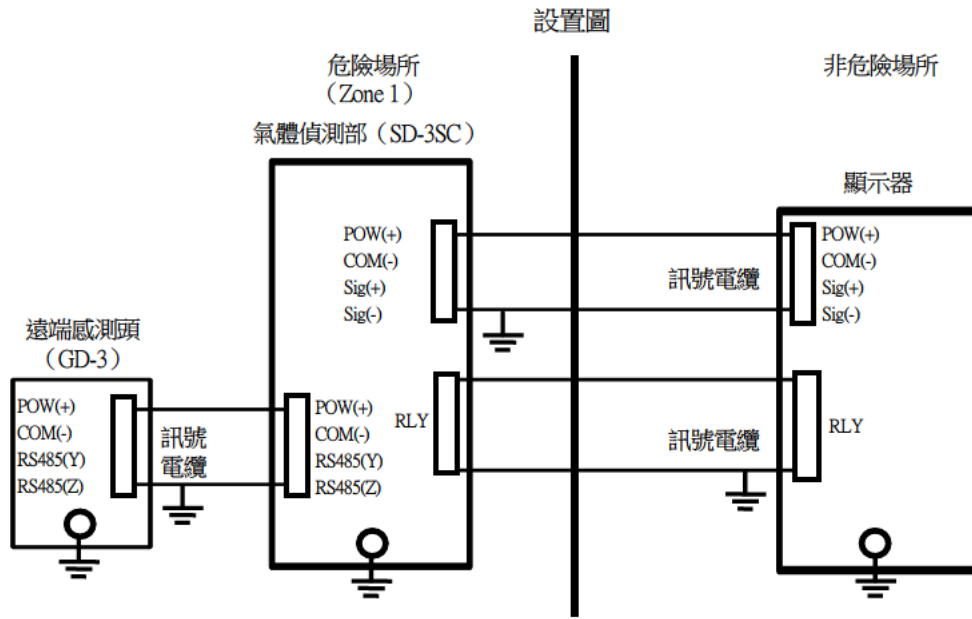 設置圖
危險場所
（Zone 1）
非危險場所
氣體偵測部（SD-3SC）
顯示器
POW(+)
COM(-)
Sig(+)
Sig(-)
訊號電纜
POW(+)
COM(-)
Sig(+)
Sig(-)
遠端感測頭
（GD-3）
POW(+)
COM(-)
RS485(Y)
RS485(Z)
訊號
電纜
POW(+)
COM(-)
RS485(Y)
RS485(Z)
RLY
訊號電纜
RLY